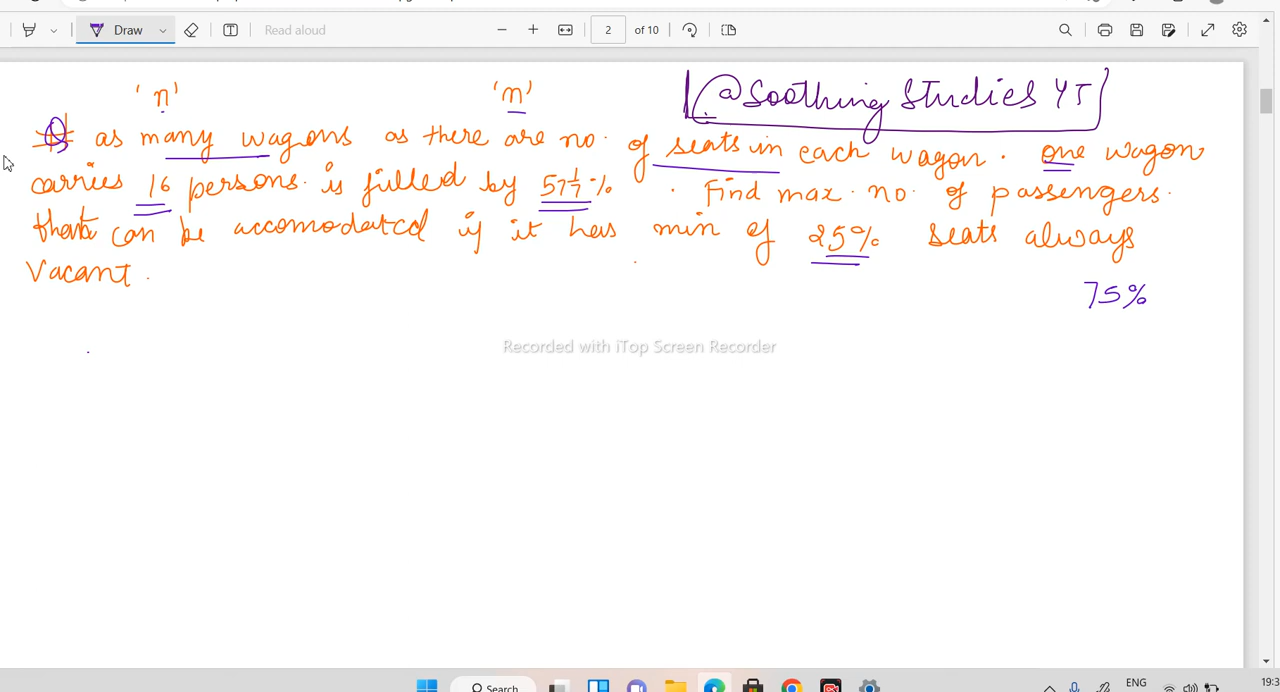 Draw
Read aloud
2 of 10
'n' 'n' @Soothing Studies YT
Q as many wagons as there are no. of seats in each wagon. one wagon
carries 16 persons is filled by 57 1/7 %. Find max. no. of passengers.
that can be accomodated if it has min of 25% seats always
Vacant.
75%
Recorded with iTop Screen Recorder
Search
ENG
19:3